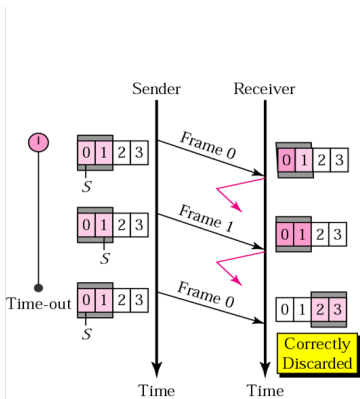 Sender Receiver
0 1 2 3
S
Frame 0
0 1 2 3
0 1 2 3
S
Frame 1
0 1 2 3
Time-out
0 1 2 3
S
Frame 0
0 1 2 3
Correctly
Discarded
Time Time